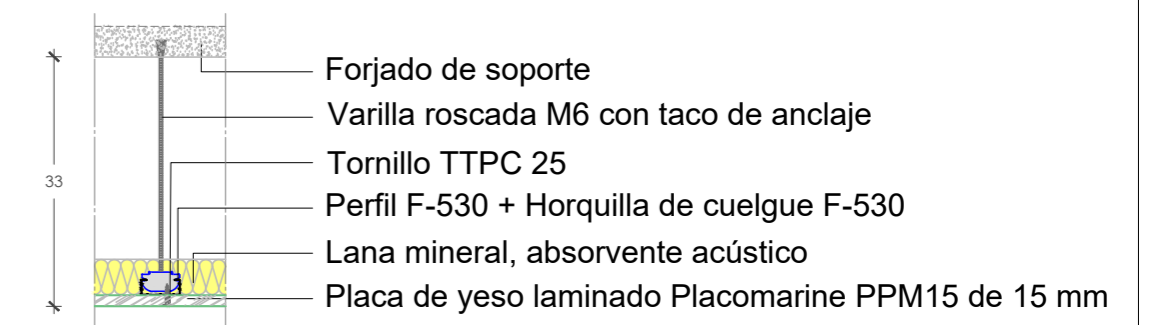 Forjado de soporte
Varilla roscada M6 con taco de anclaje
Tornillo TTPC 25
33
Perfil F-530 + Horquilla de cuelgue F-530
Lana mineral, absorvente acústico
Placa de yeso laminado Placomarine PPM15 de 15 mm